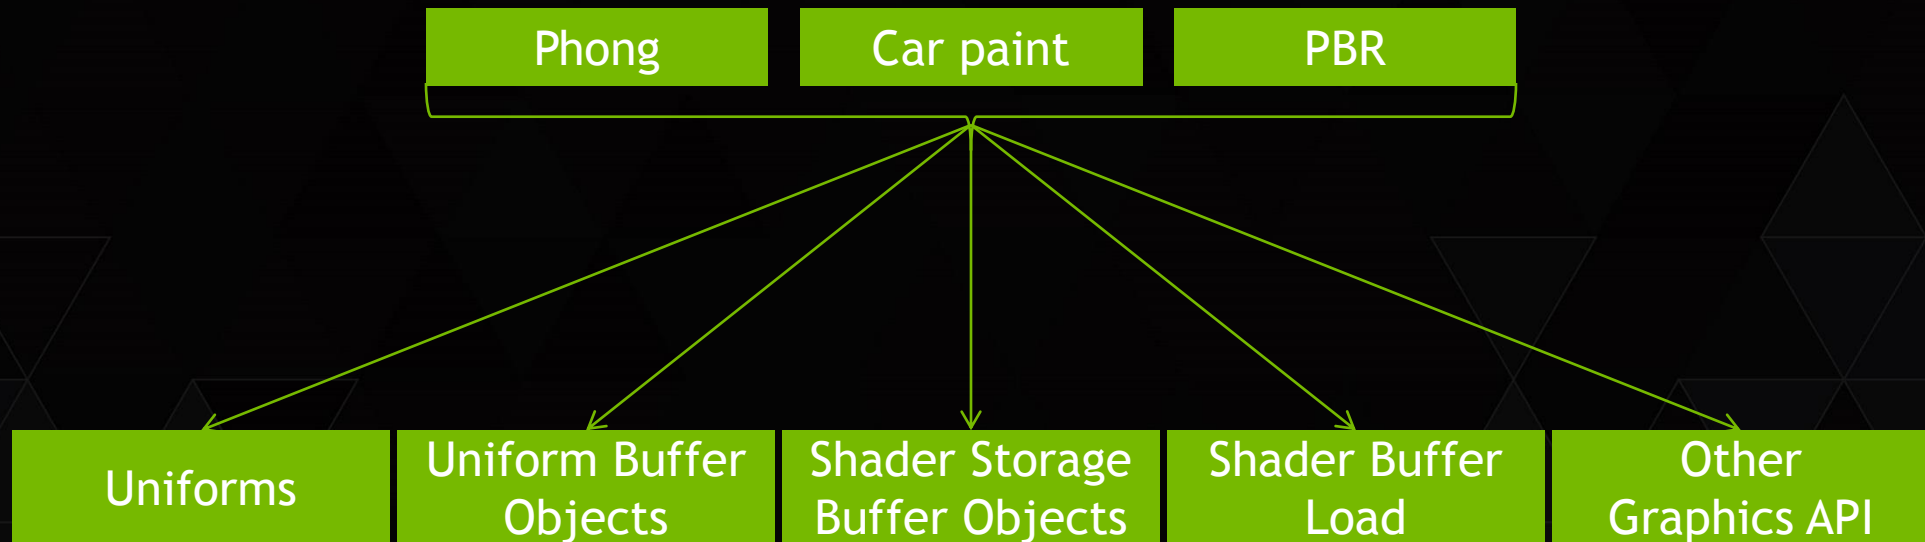 Phong
Car paint
PBR
Uniforms
Uniform Buffer
Objects
Shader Storage
Buffer Objects
Shader Buffer
Load
Other
Graphics API